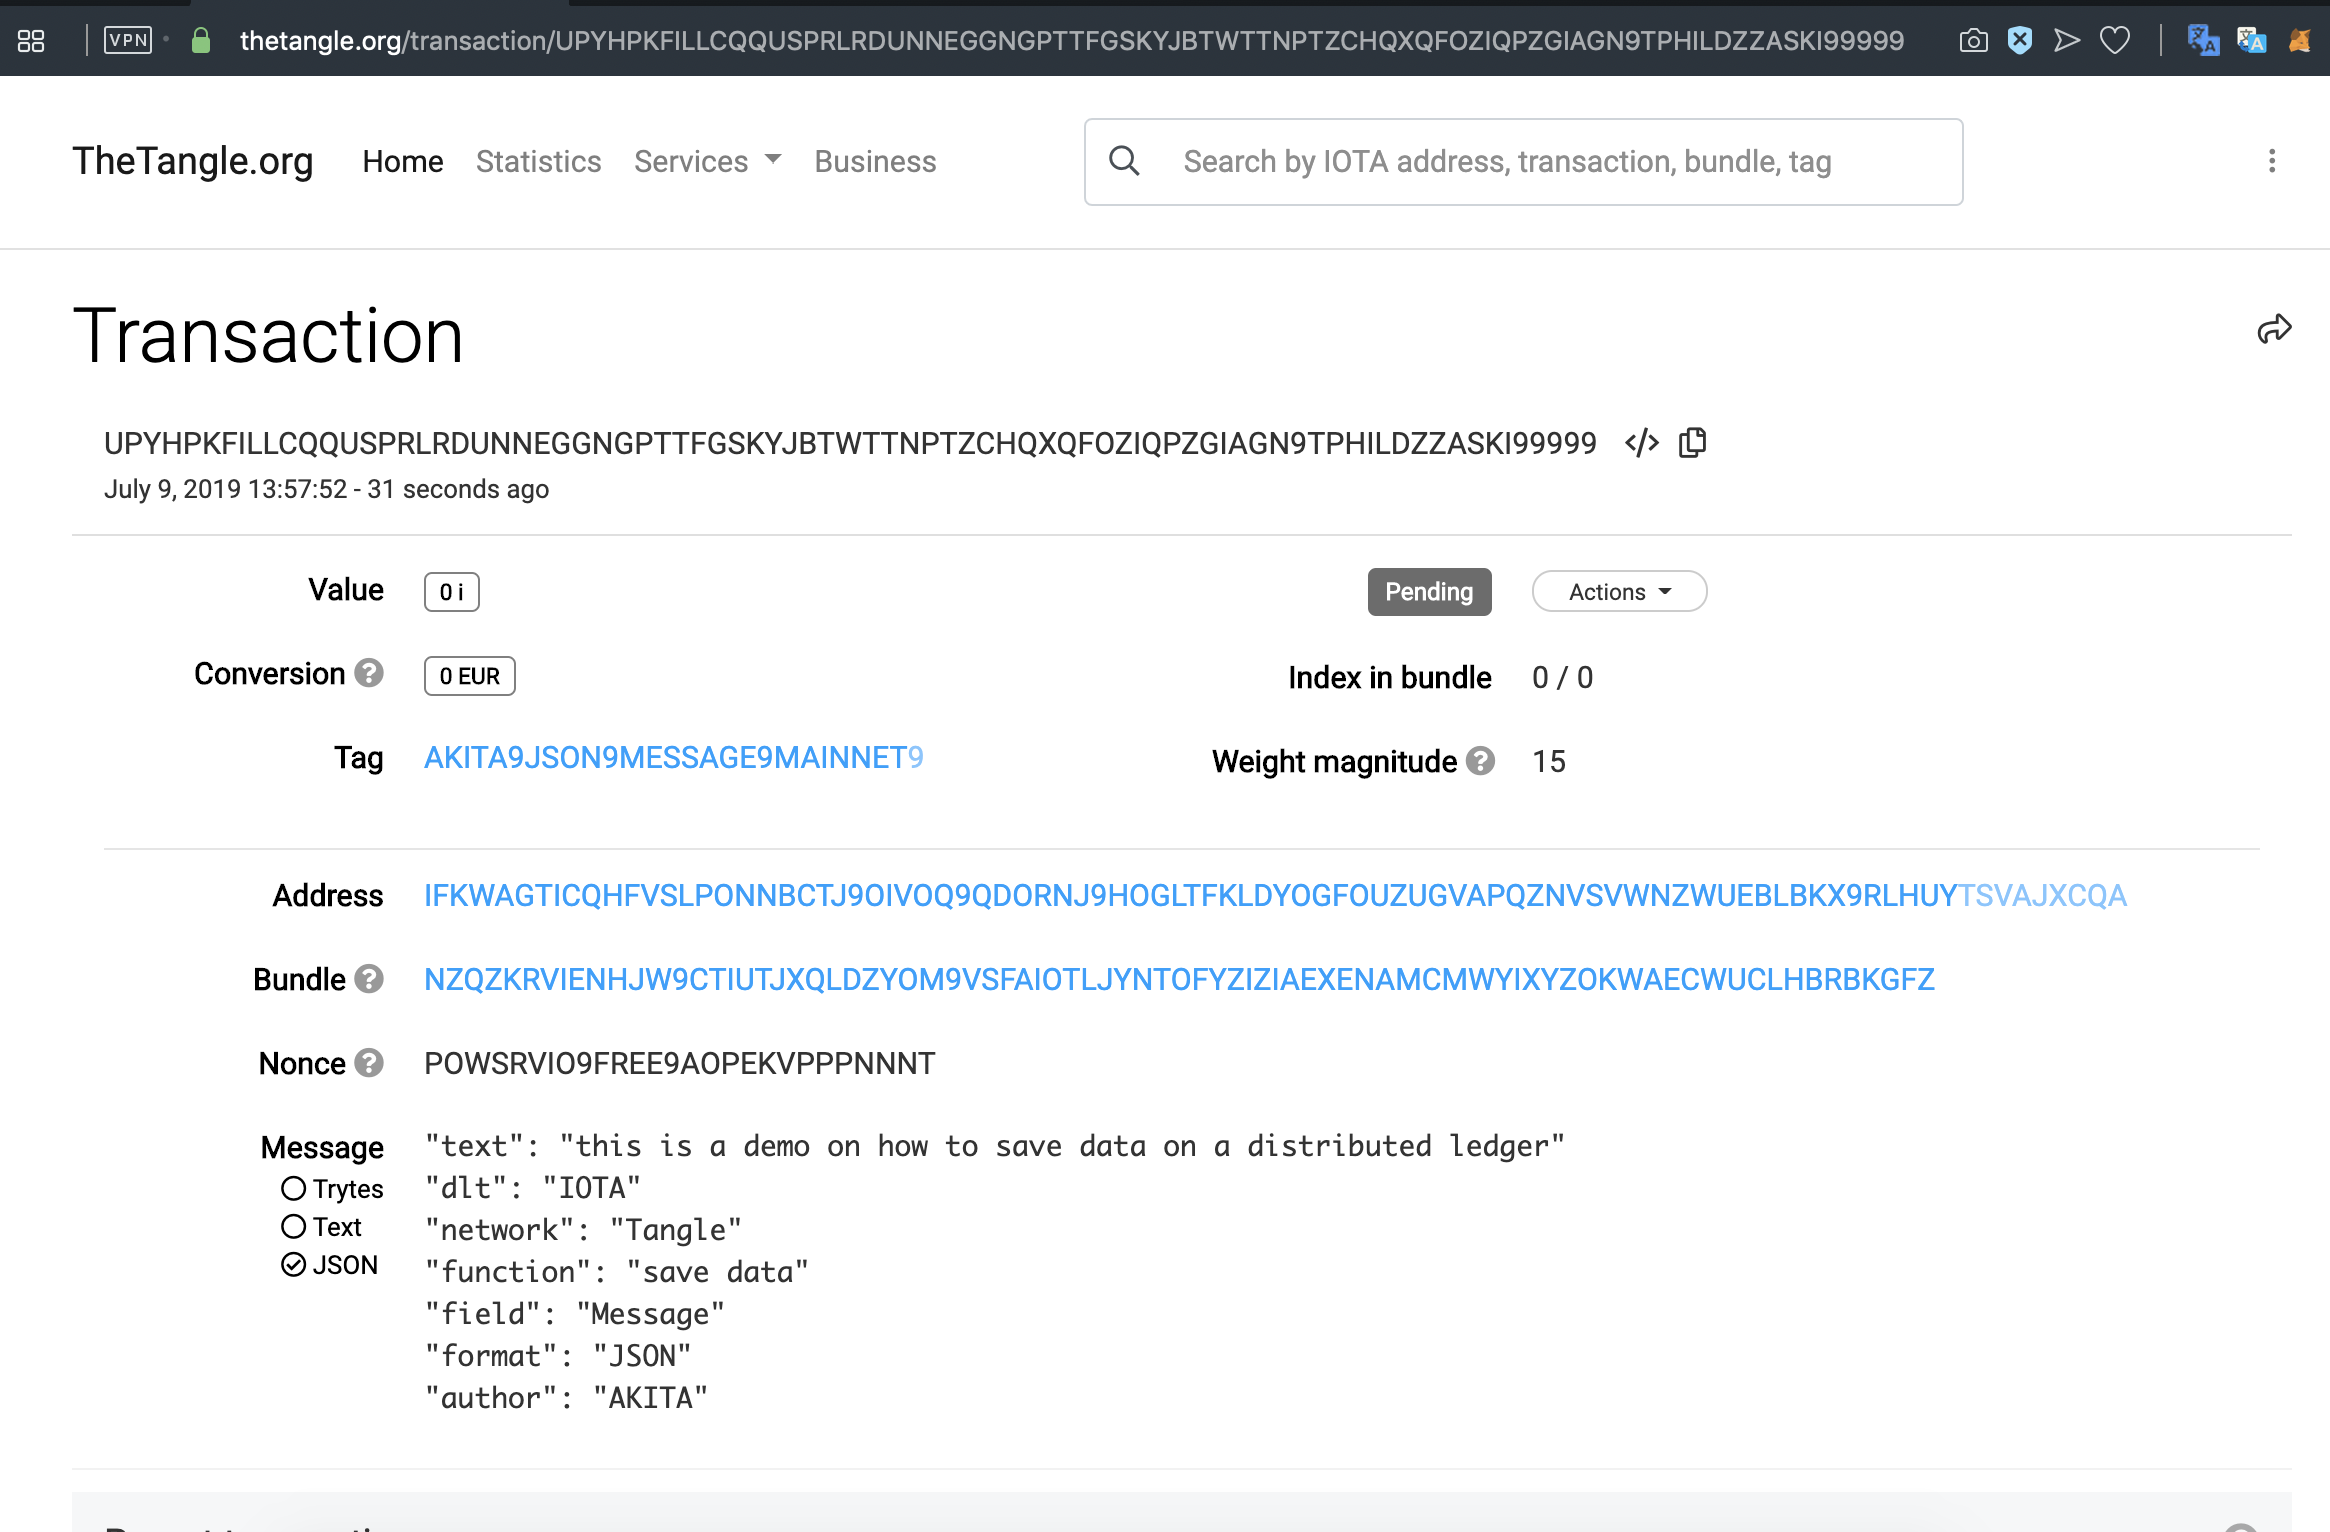 VPN thetangle.org/transaction/UPYHPKFILLCQQUSPRLRDUNNEGGNGPTTFGSKYJBTWTTNPTZCHQXQFOZIQPZGIAGN9TPHILDZZASKI99999
TheTangle.org Home Statistics Services Business Search by IOTA address, transaction, bundle, tag
Transaction
UPYHPKFILLCQQUSPRLRDUNNEGGNGPTTFGSKYJBTWTTNPTZCHQXQFOZIQPZGIAGN9TPHILDZZASKI99999 </>
July 9, 2019 13:57:52 - 31 seconds ago
Value 0 i Pending Actions
Conversion ? 0 EUR Index in bundle 0 / 0
Tag AKITA9JSON9MESSAGE9MAINNET9 Weight magnitude ? 15
Address IFKWAGTICQHFVSLPONNBCTJ9OIVOQ9QDORNJ9HOGLTFKLDYOGFOUZUGVAPQZNVSVWNZWUEBLBKX9RLHUYTSVAJXCQA
Bundle ? NZQZKRVIENHJW9CTIUTJXQLDZYOM9VSFAIOTLJYNTOFYZIZIAEXENAMCMWYIXYZOKWAECWUCLHBRBKGFZ
Nonce ? POWSRVIO9FREE9AOPEKVPPPNNNT
Message "text": "this is a demo on how to save data on a distributed ledger"
Trytes "dlt": "IOTA"
Text "network": "Tangle"
JSON "function": "save data"
"field": "Message"
"format": "JSON"
"author": "AKITA"